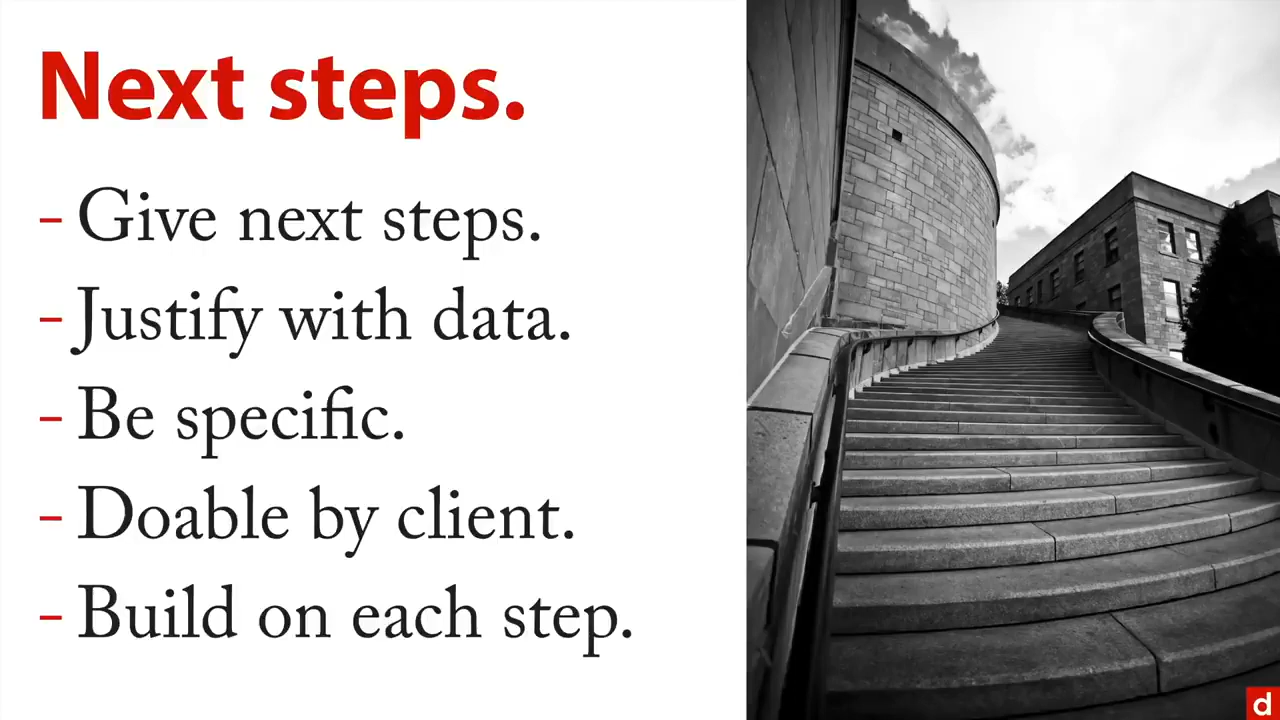 Next steps.
- Give next steps.
- Justify with data.
- Be specific.
- Doable by client.
- Build on each step.
d